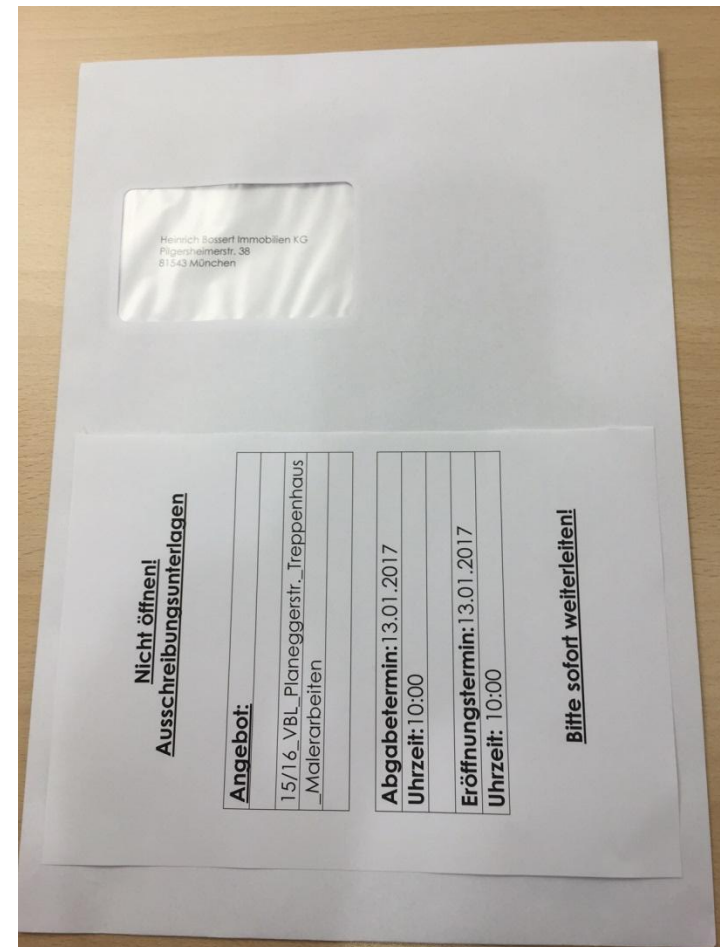 Heinrich Bossert Immobilien KG
Pilgersheimerstr. 38
81543 München
Nicht öffnen!
Ausschreibungsunterlagen
Angebot:
15/16_VBL_Planeggerstr._Treppenhaus
_Malerarbeiten
Abgabetermin:13.01.2017
Uhrzeit:10:00
Eröffnungstermin:13.01.2017
Uhrzeit: 10:00
Bitte sofort weiterleiten!